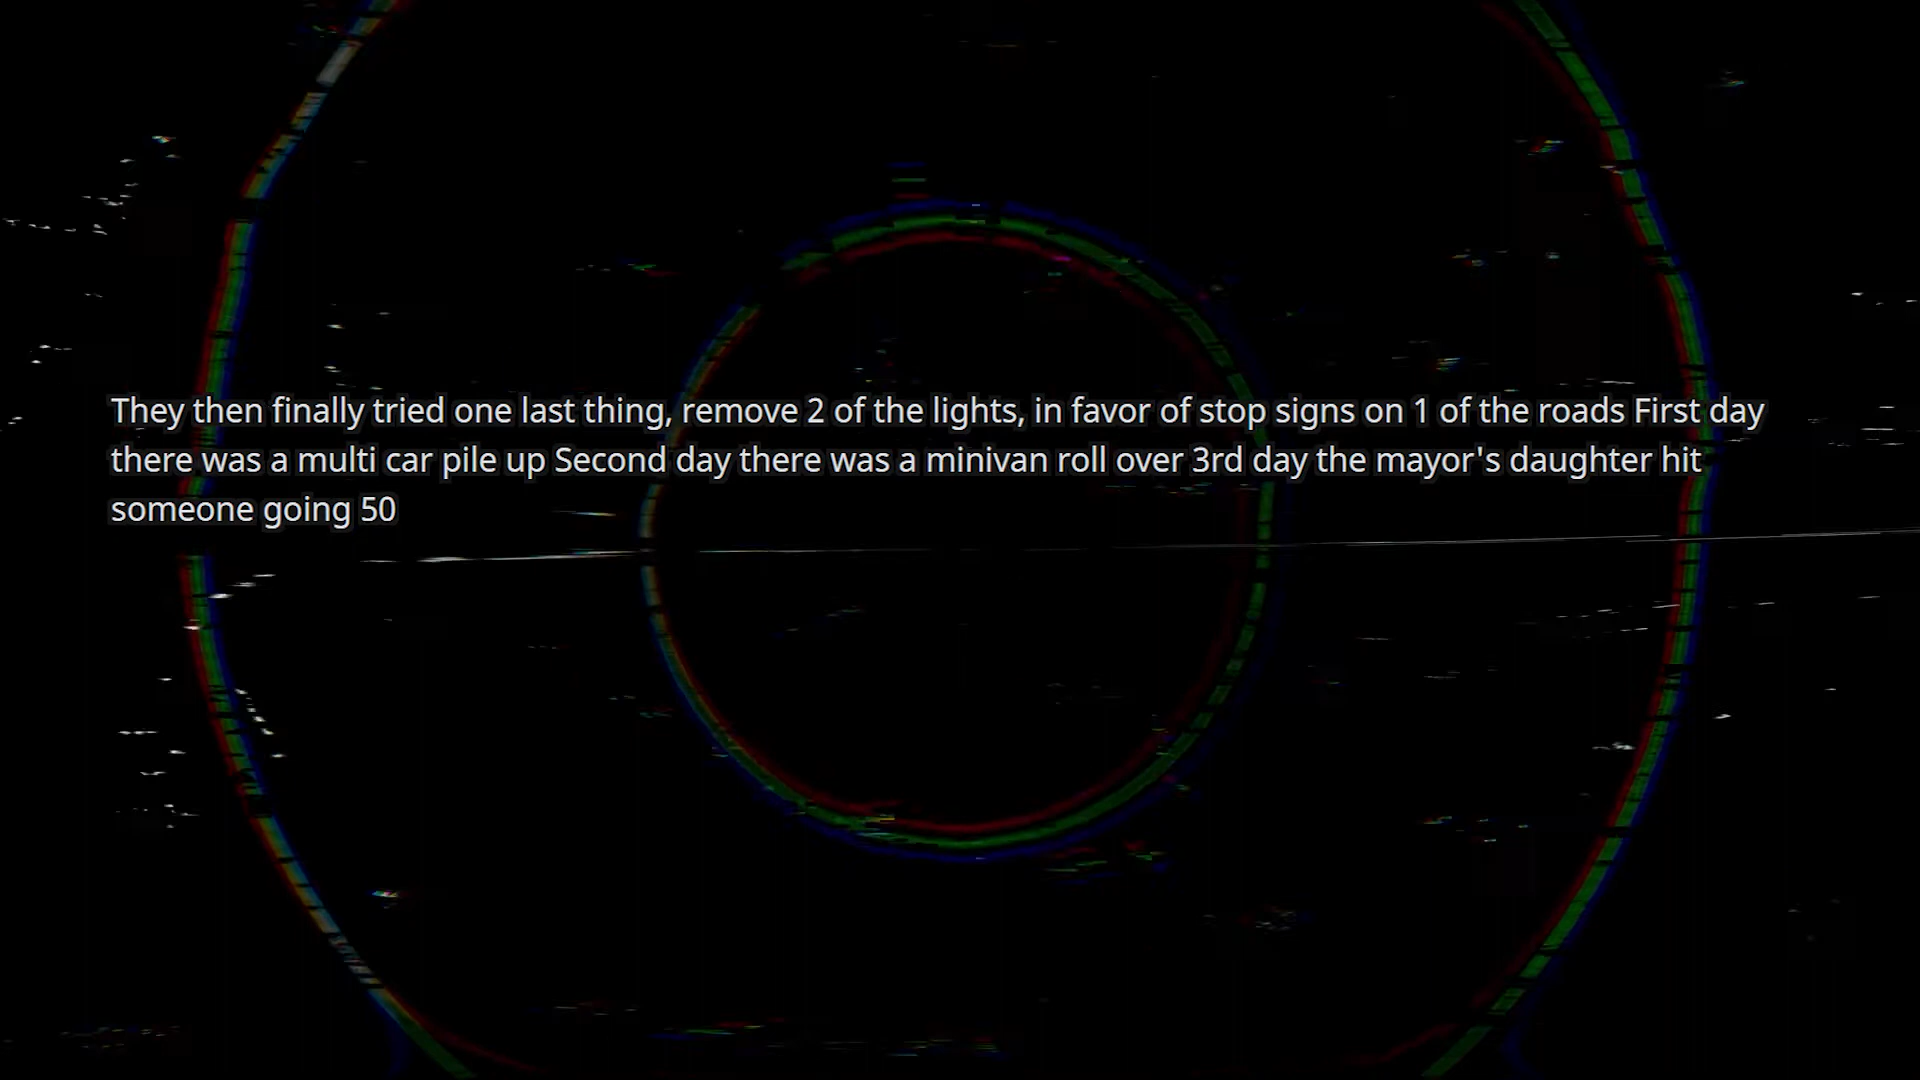 They then finally tried one last thing, remove 2 of the lights, in favor of stop signs on 1 of the roads First day
there was a multi car pile up Second day there was a minivan roll over 3rd day the mayor's daughter hit
someone going 50